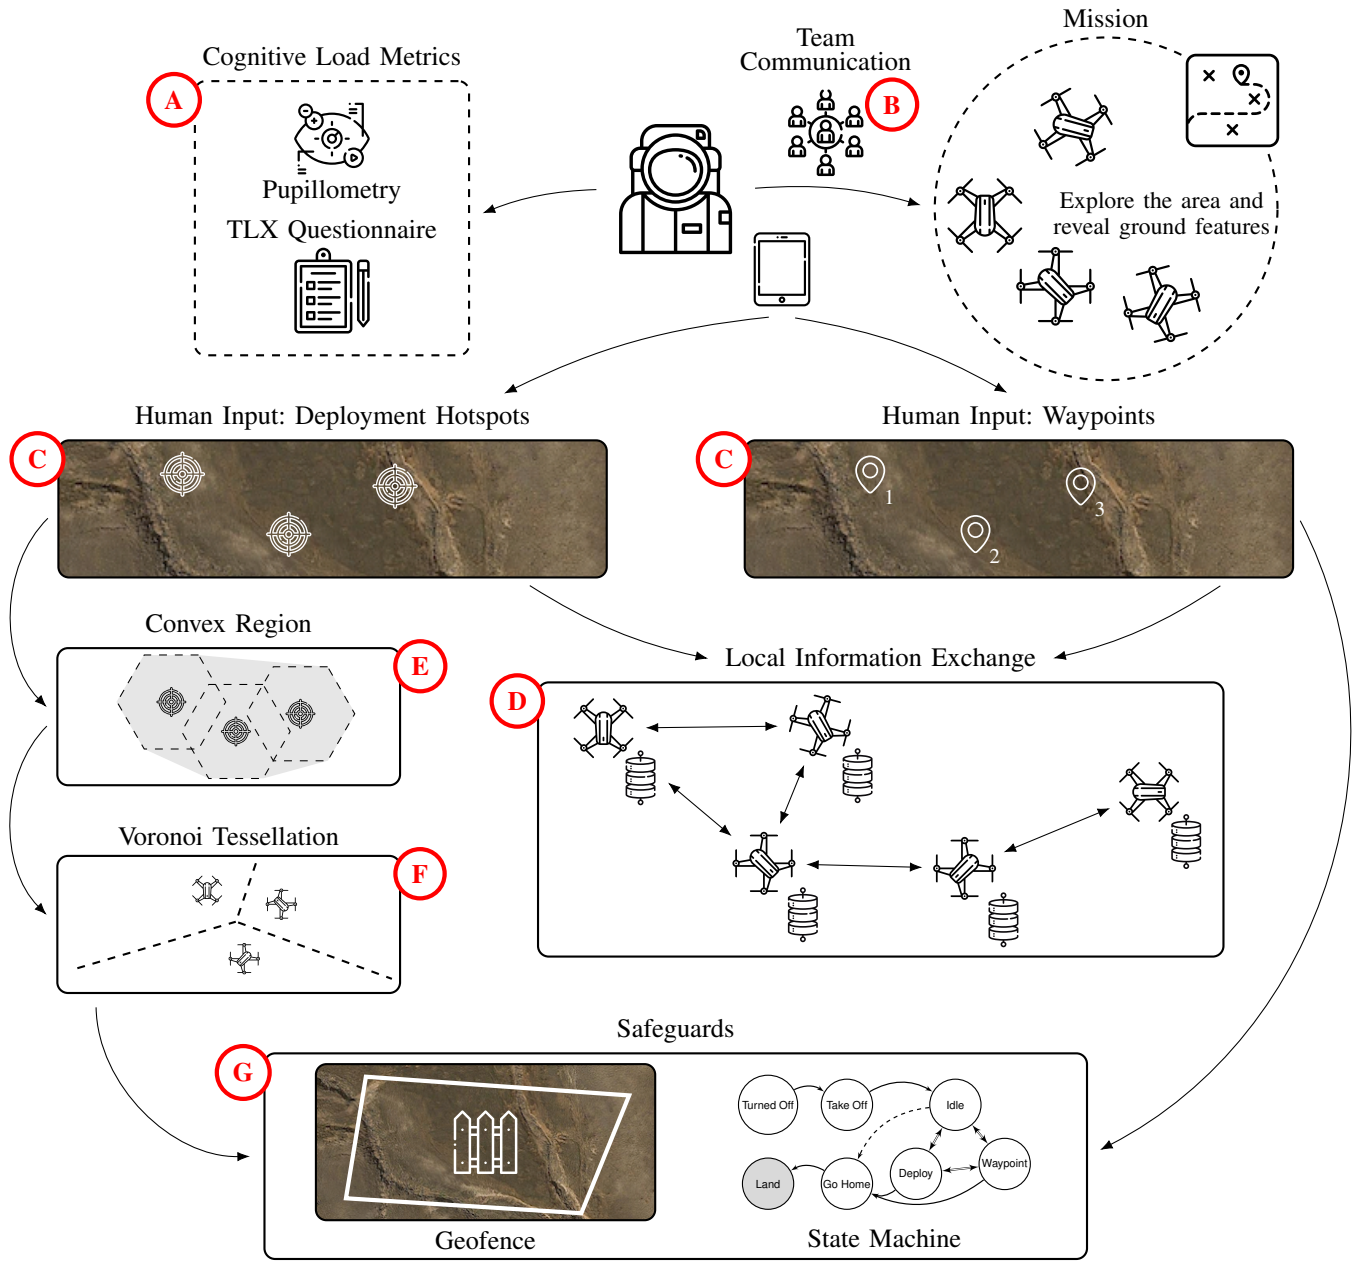 Mission
Team
Communication
Cognitive Load Metrics
A
B
Pupillometry
TLX Questionnaire
Explore the area and
reveal ground features
Human Input: Deployment Hotspots
Human Input: Waypoints
C
C
1
2
3
Convex Region
E
Local Information Exchange
D
Voronoi Tessellation
F
Safeguards
G
Turned Off
Take Off
Idle
Land
Go Home
Deploy
Waypoint
Geofence
State Machine